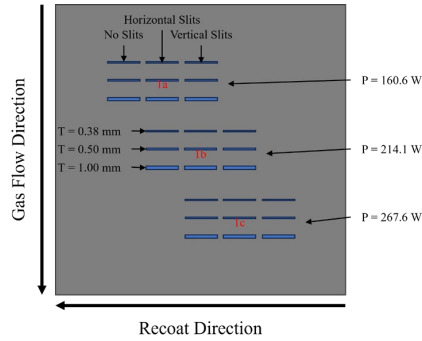 Horizontal Slits
No Slits
Vertical Slits
1a
P = 160.6 W
T = 0.38 mm
T = 0.50 mm
1b
P = 214.1 W
T = 1.00 mm
1c
P = 267.6 W
Gas Flow Direction
Recoat Direction